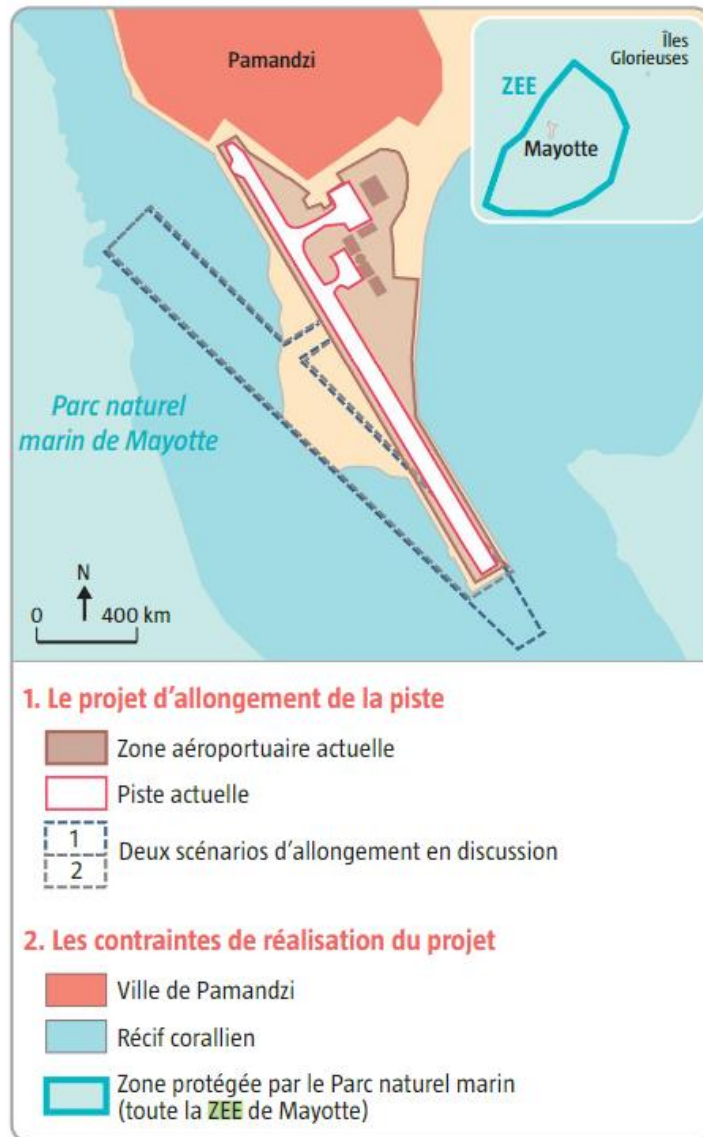 Pamandzi
Îles
Glorieuses
ZEE
Mayotte
Parc naturel
marin de Mayotte
N
0 400 km
1. Le projet d'allongement de la piste
Zone aéroportuaire actuelle
Piste actuelle
1
2
Deux scénarios d'allongement en discussion
2. Les contraintes de réalisation du projet
Ville de Pamandzi
Récif corallien
Zone protégée par le Parc naturel marin
(toute la ZEE de Mayotte)